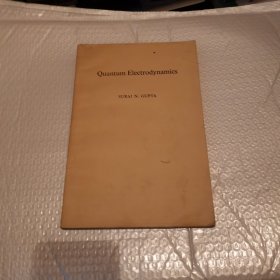 Quantum Electrodynamics
SURAJ N. GUPTA